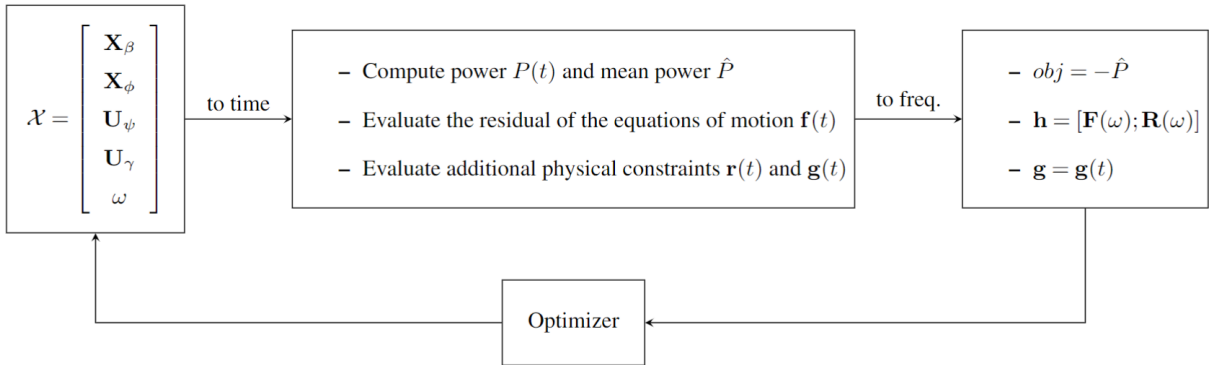 𝒳 = [ X_β X_ϕ U_ψ U_γ ω ]
to time
– Compute power P(t) and mean power P̂
– Evaluate the residual of the equations of motion f(t)
– Evaluate additional physical constraints r(t) and g(t)
to freq.
– obj = −P̂
– h = [F(ω); R(ω)]
– g = g(t)
Optimizer